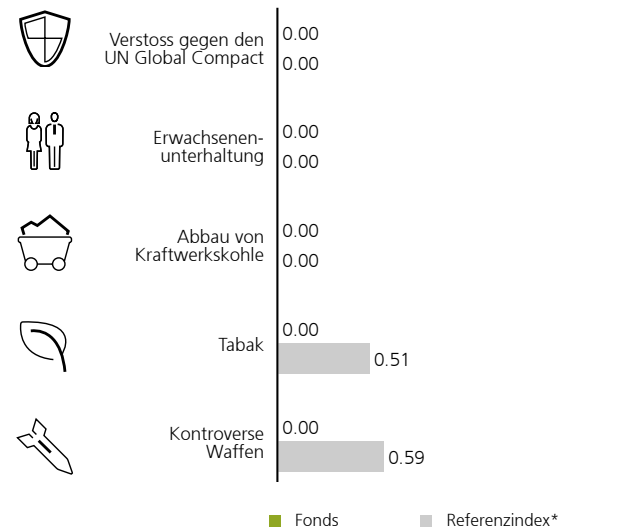 Verstoss gegen den
UN Global Compact
0.00
0.00
Erwachsenen-
unterhaltung
0.00
0.00
Abbau von
Kraftwerkskohle
0.00
0.00
Tabak
0.00
0.51
Kontroverse
Waffen
0.00
0.59
Fonds
Referenzindex*